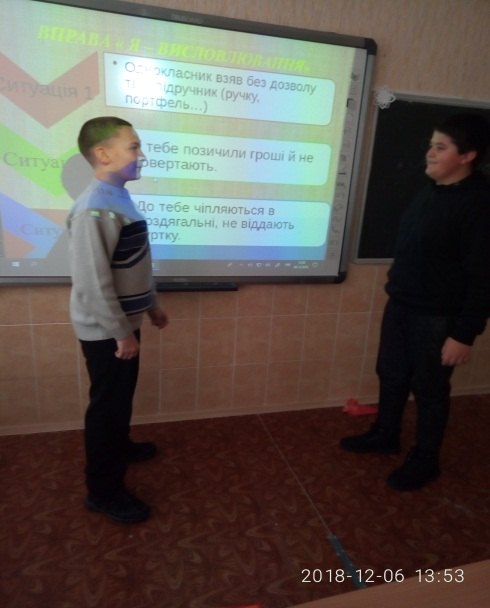 ВПРАВА « Я – ВИСЛОВЛЮВАННЯ»
Ситуація 1
• Однокласник взяв без дозволу
підручник (ручку,
портфель…)
тебе позичили гроші й не
повертають.
До тебе чіпляються в
роздягальні, не віддають
куртку.
2018-12-06 13:53